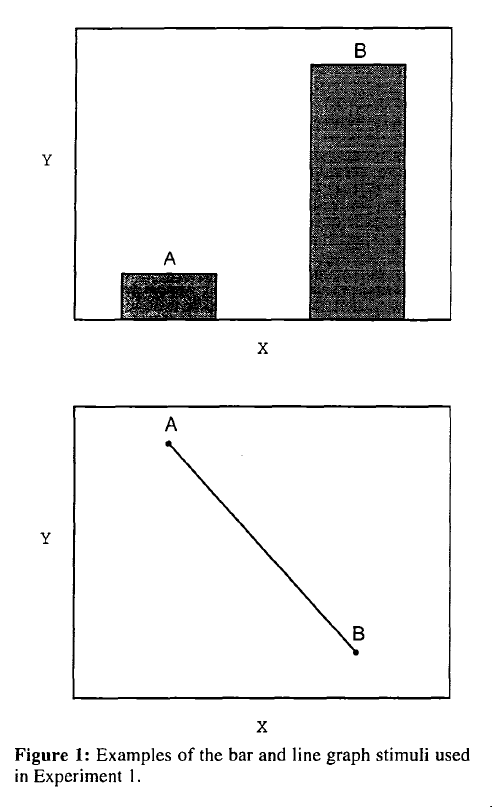 B
Y
A
X
A
Y
B
X
Figure 1: Examples of the bar and line graph stimuli used
in Experiment 1.